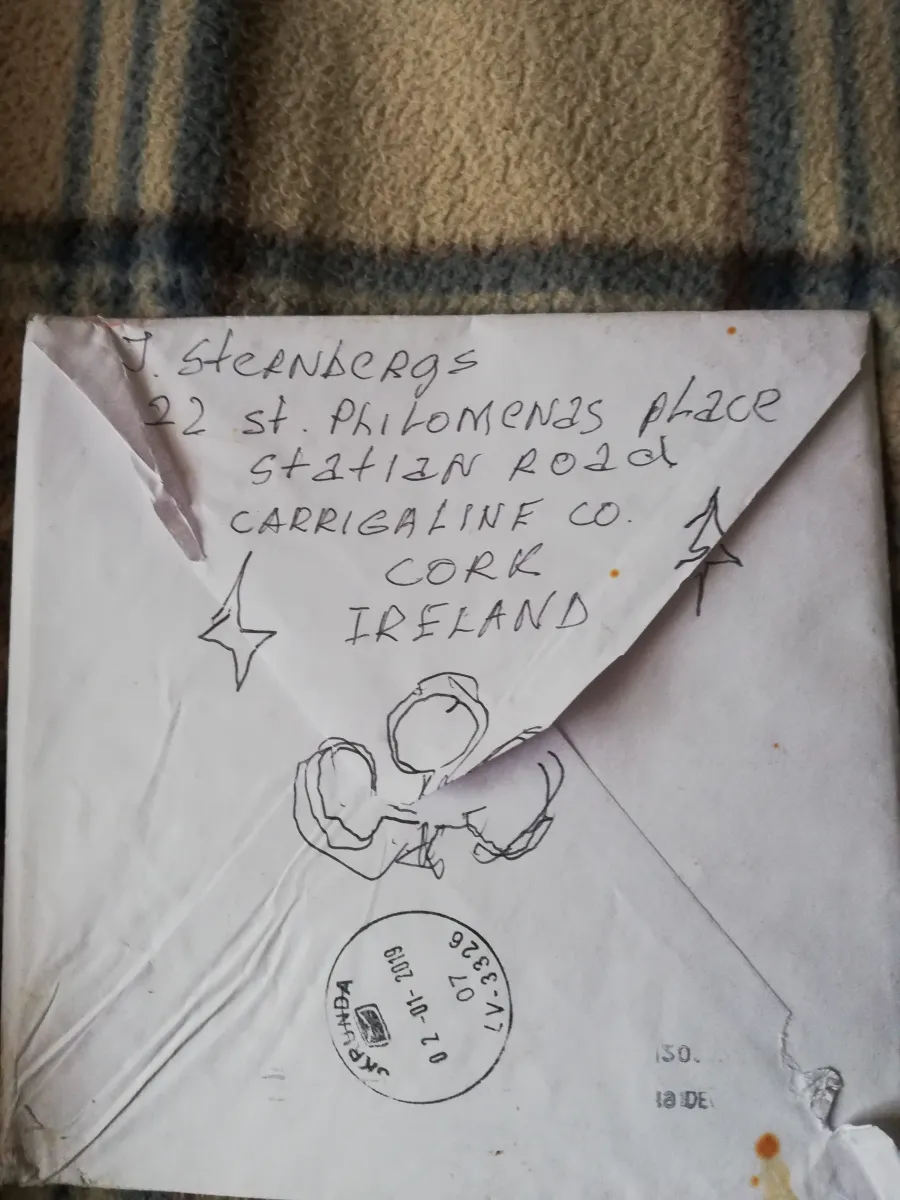 J. Sternbergs
22 st. Philomenas place
statian Road
CARRIGALINE CO.
CORK
IRELAND
LV-3326
07
02-01-2019
SKRUNDA